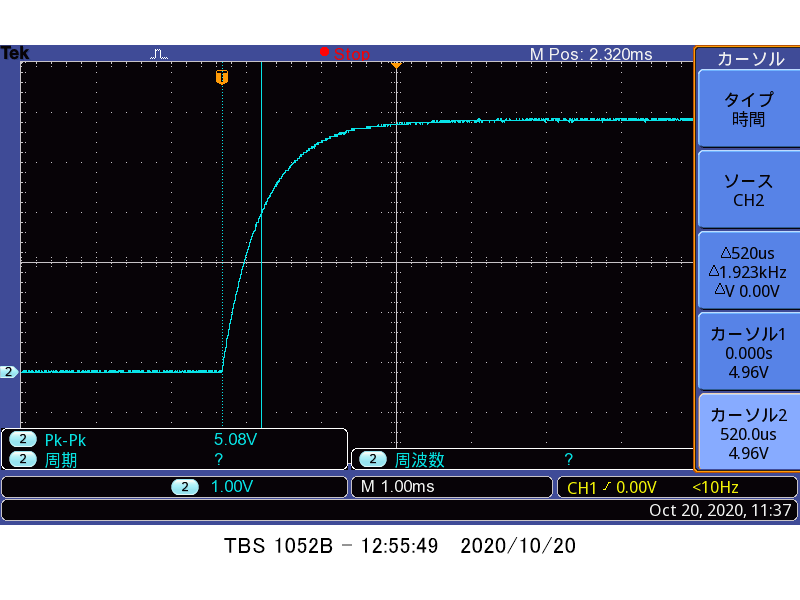 Tek
Stop
M Pos: 2.320ms
カーソル
T
タイプ
時間
ソース
CH2
△520us
△1.923kHz
△V 0.00V
カーソル1
0.000s
4.96V
2
カーソル2
520.0us
4.96V
2 Pk-Pk 5.08V
2 周期 ?
2 周波数 ?
2 1.00V
M 1.00ms
CH1 0.00V <10Hz
Oct 20, 2020, 11:37
TBS 1052B - 12:55:49 2020/10/20